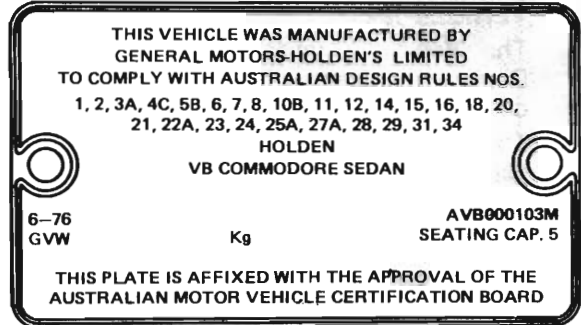 THIS VEHICLE WAS MANUFACTURED BY
GENERAL MOTORS-HOLDEN'S LIMITED
TO COMPLY WITH AUSTRALIAN DESIGN RULES NOS.
1, 2, 3A, 4C, 5B, 6, 7, 8, 10B, 11, 12, 14, 15, 16, 18, 20,
21, 22A, 23, 24, 25A, 27A, 28, 29, 31, 34
HOLDEN
VB COMMODORE SEDAN
6–76 AVB000103M
GVW Kg SEATING CAP. 5
THIS PLATE IS AFFIXED WITH THE APPROVAL OF THE
AUSTRALIAN MOTOR VEHICLE CERTIFICATION BOARD